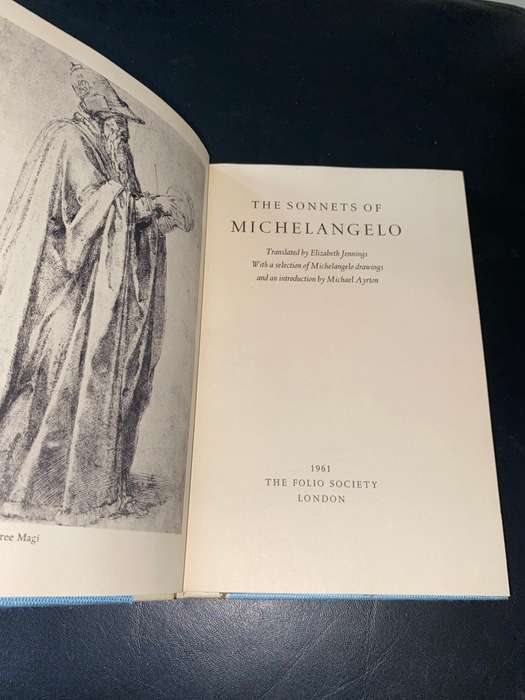 ree Magi
THE SONNETS OF
MICHELANGELO
Translated by Elizabeth Jennings
With a selection of Michelangelo drawings
and an introduction by Michael Ayrton
1961
THE FOLIO SOCIETY
LONDON